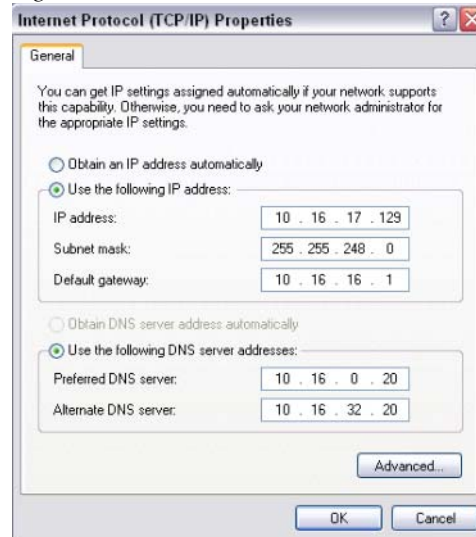 Internet Protocol (TCP/IP) Properties
General
You can get IP settings assigned automatically if your network supports
this capability. Otherwise, you need to ask your network administrator for
the appropriate IP settings.
Obtain an IP address automatically
Use the following IP address:
IP address: 10 . 16 . 17 . 129
Subnet mask: 255 . 255 . 248 . 0
Default gateway: 10 . 16 . 16 . 1
Obtain DNS server address automatically
Use the following DNS server addresses:
Preferred DNS server: 10 . 16 . 0 . 20
Alternate DNS server: 10 . 16 . 32 . 20
Advanced...
OK Cancel